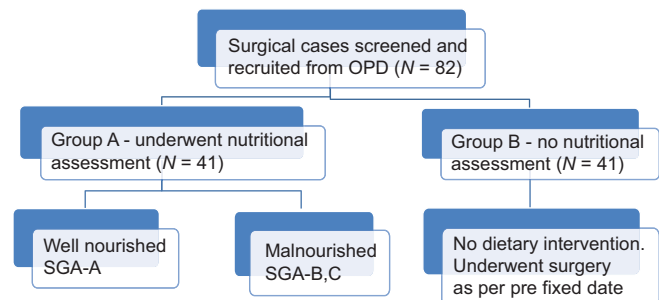 Surgical cases screened and
recruited from OPD (N = 82)
Group A - underwent nutritional
assessment (N = 41)
Group B - no nutritional
assessment (N = 41)
Well nourished
SGA-A
Malnourished
SGA-B,C
No dietary intervention.
Underwent surgery
as per pre fixed date